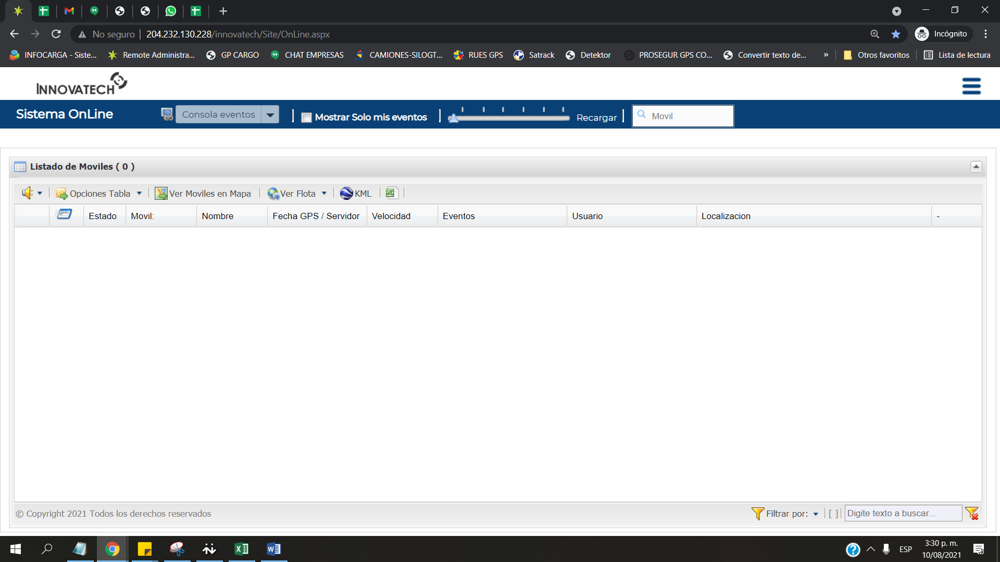 No seguro | 204.232.130.228/innovatech/Site/OnLine.aspx
Incógnito
INFOCARGA - Siste...
Remote Administra...
GP CARGO
CHAT EMPRESAS
CAMIONES-SILOGT...
RUES GPS
Satrack
Detektor
PROSEGUR GPS CO...
Convertir texto de...
»
Otros favoritos
Lista de lectura
INNOVATECH
Sistema OnLine
Consola eventos
Mostrar Solo mis eventos
Recargar
Movil
Listado de Moviles ( 0 )
Opciones Tabla
Ver Moviles en Mapa
Ver Flota
KML
Estado
Movil:
Nombre
Fecha GPS / Servidor
Velocidad
Eventos
Usuario
Localizacion
-
© Copyright 2021 Todos los derechos reservados
Filtrar por:
[ ]
Digite texto a buscar...
ESP
3:30 p. m.
10/08/2021